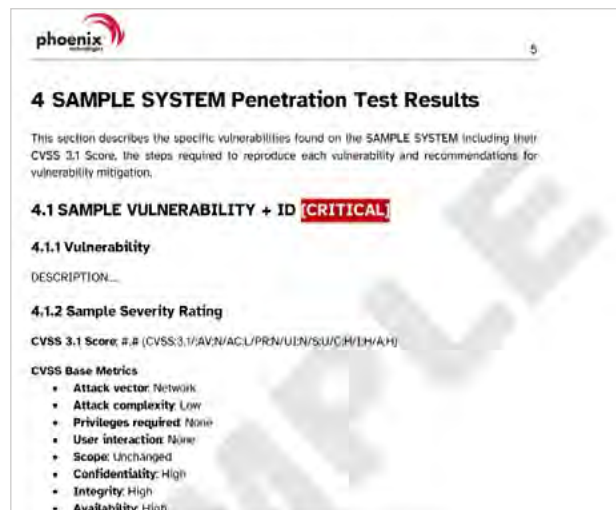 phoenix
technologies
5
4 SAMPLE SYSTEM Penetration Test Results
This section describes the specific vulnerabilities found on the SAMPLE SYSTEM including their
CVSS 3.1 Score, the steps required to reproduce each vulnerability and recommendations for
vulnerability mitigation.
4.1 SAMPLE VULNERABILITY + ID [CRITICAL]
4.1.1 Vulnerability
DESCRIPTION...
4.1.2 Sample Severity Rating
CVSS 3.1 Score: #.# (CVSS:3.1/:AV:N/AC:L/PR:N/UI:N/S:U/C:H/I:H/A:H)
CVSS Base Metrics
• Attack vector: Network
• Attack complexity: Low
• Privileges required: None
• User interaction: None
• Scope: Unchanged
• Confidentiality: High
• Integrity: High
• Availability: High